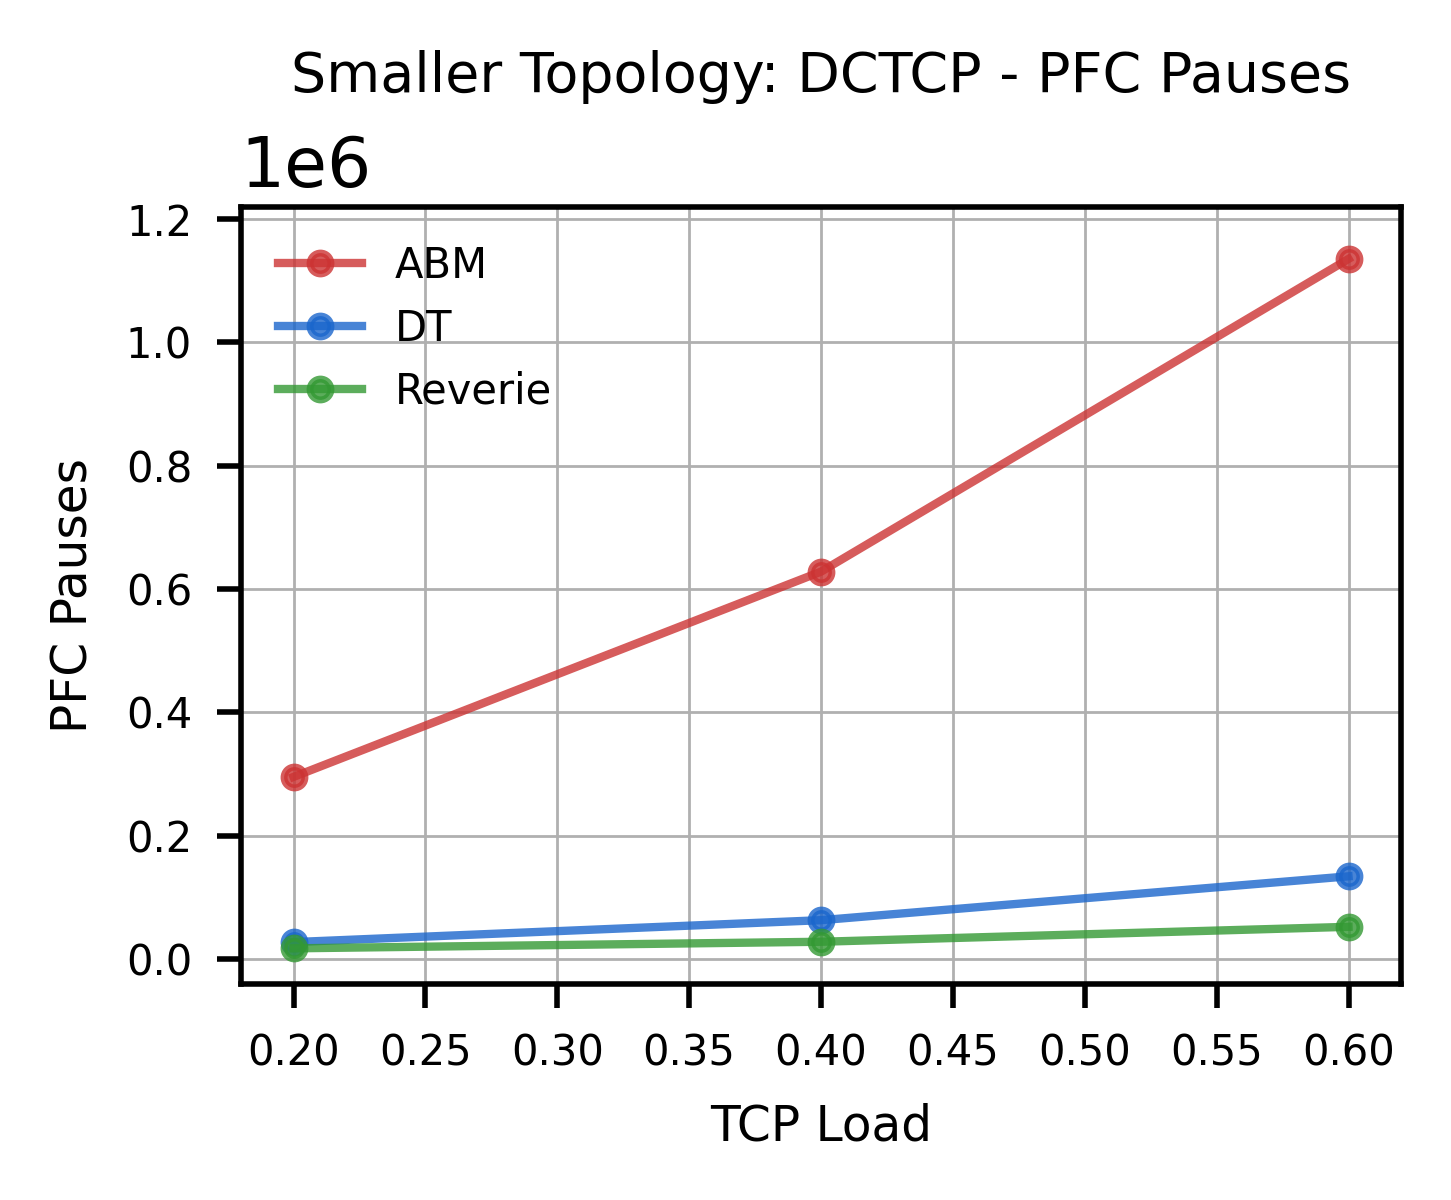 Smaller Topology: DCTCP - PFC Pauses
1e6
1.2
1.0
0.8
0.6
0.4
0.2
0.0
PFC Pauses
ABM
DT
Reverie
0.20 0.25 0.30 0.35 0.40 0.45 0.50 0.55 0.60
TCP Load